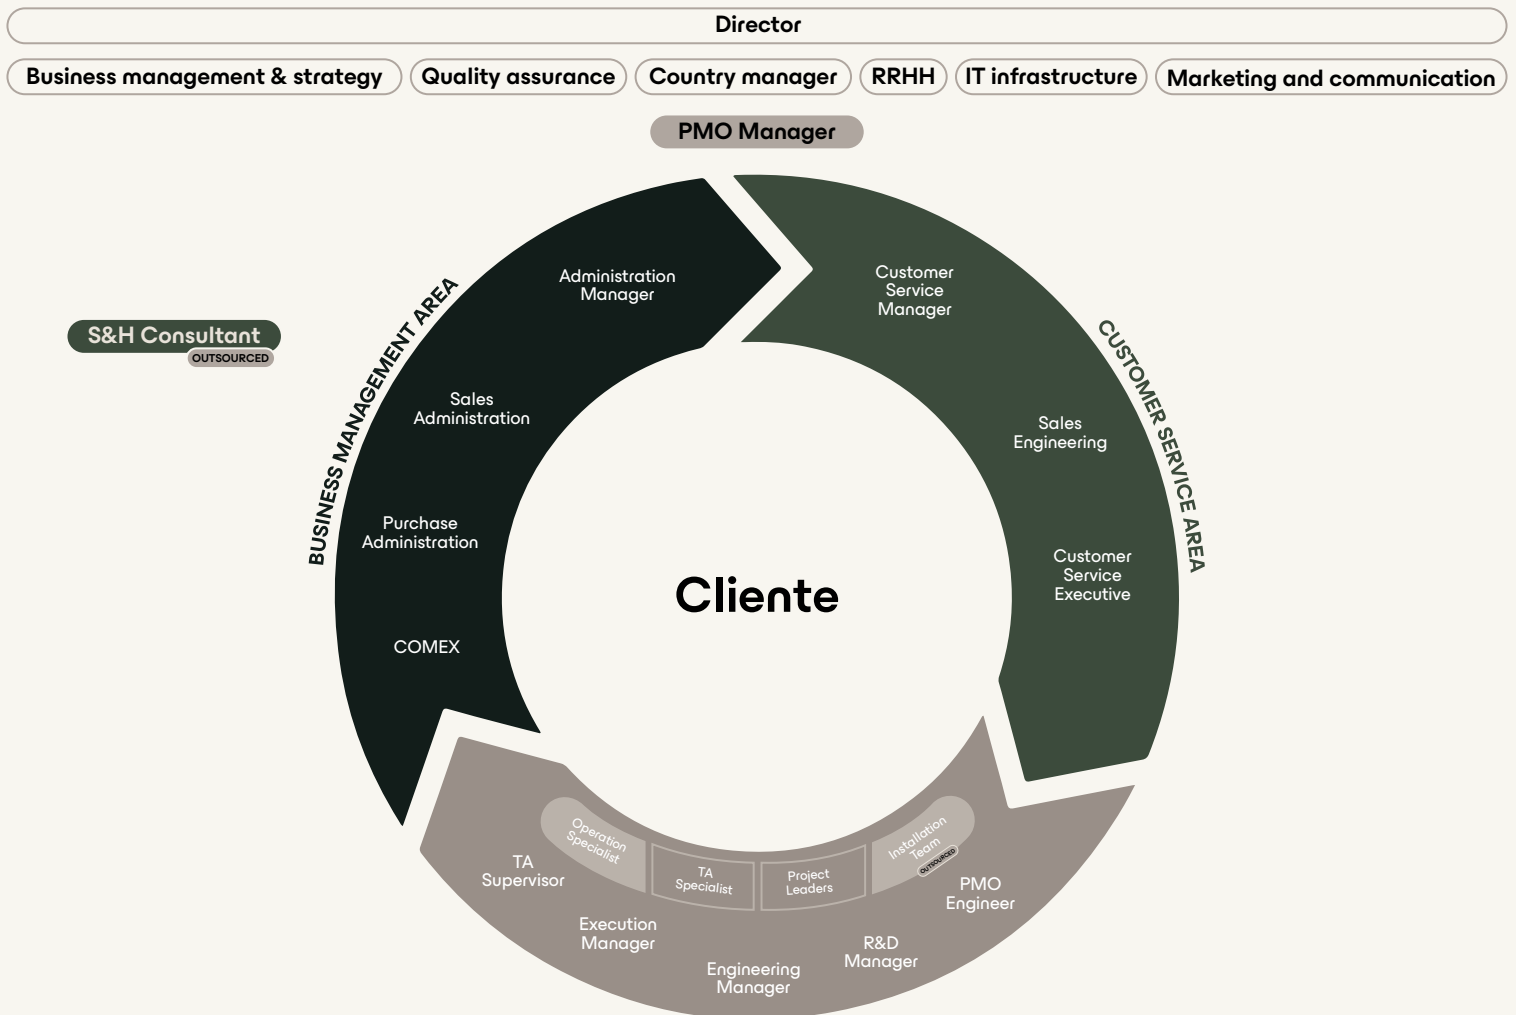 Director
Business management & strategy
Quality assurance
Country manager
RRHH
IT infrastructure
Marketing and communication
PMO Manager
S&H Consultant
OUTSOURCED
BUSINESS MANAGEMENT AREA
Administration
Manager
Sales
Administration
Purchase
Administration
COMEX
CUSTOMER SERVICE AREA
Customer
Service
Manager
Sales
Engineering
Customer
Service
Executive
Cliente
Operation
Specialist
TA
Specialist
Project
Leaders
Installation
Team
OUTSOURCED
TA
Supervisor
Execution
Manager
Engineering
Manager
R&D
Manager
PMO
Engineer